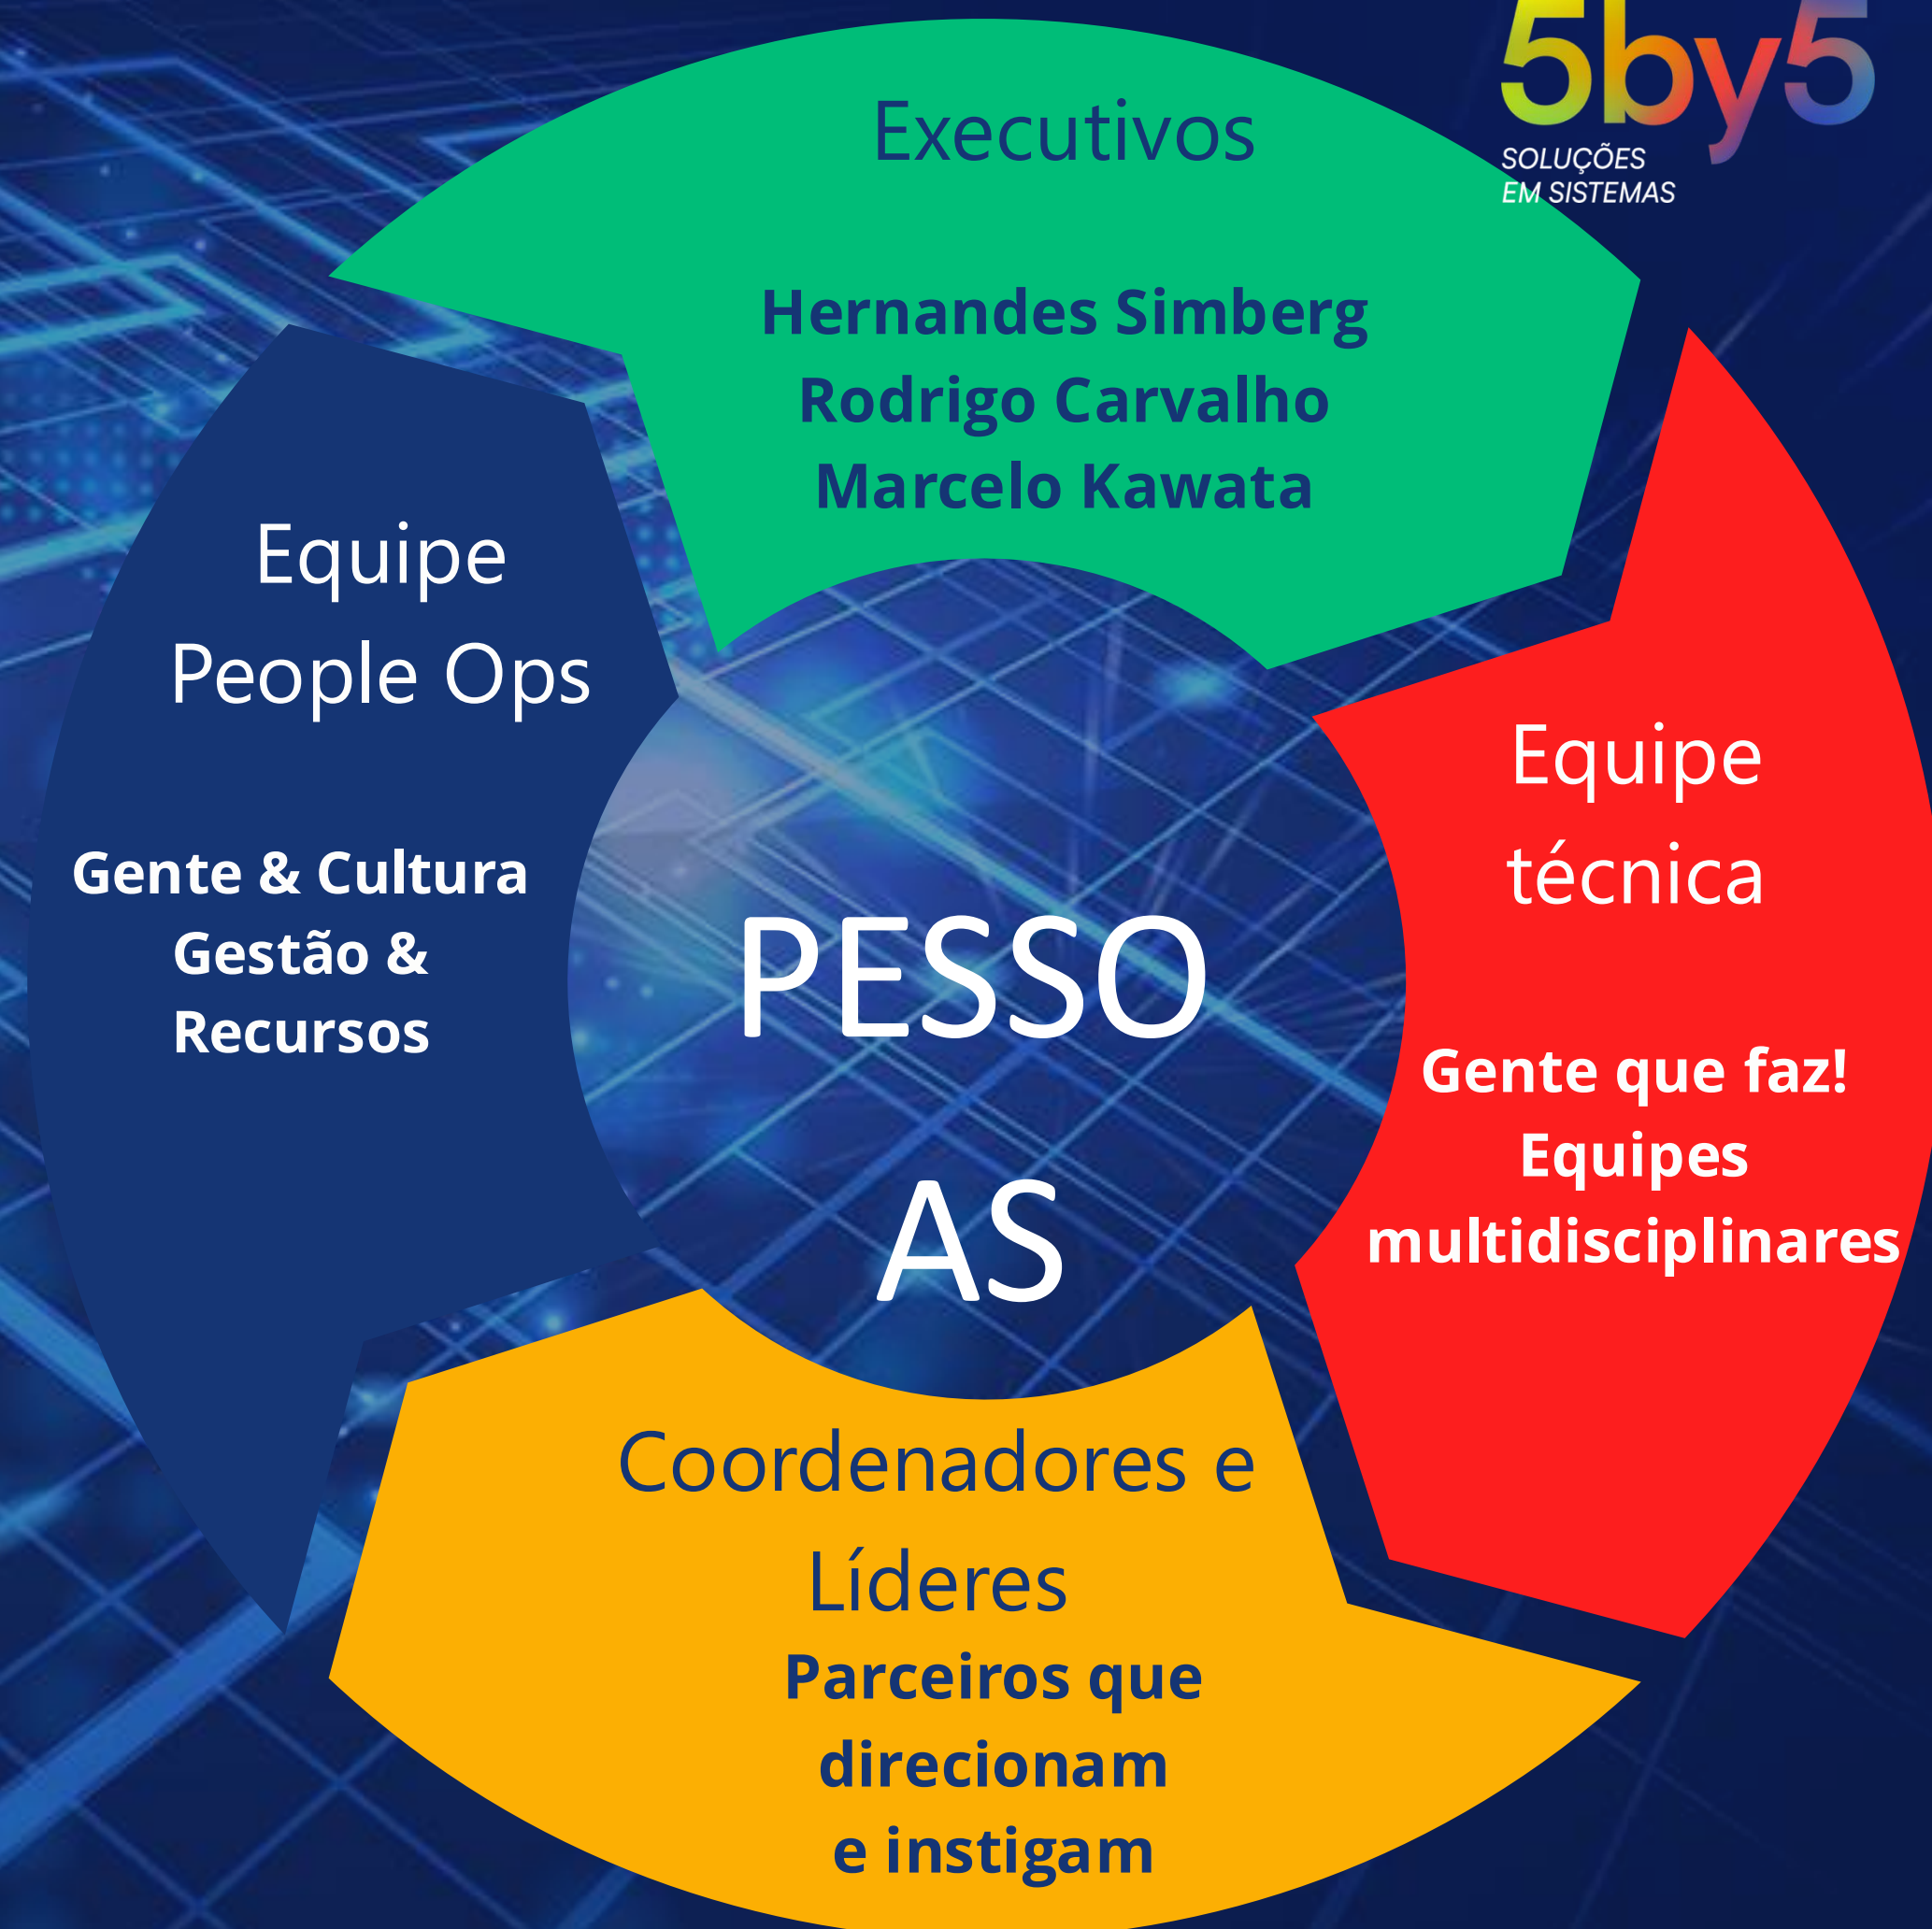 5by5
SOLUÇÕES
EM SISTEMAS
Executivos
Hernandes Simberg
Rodrigo Carvalho
Marcelo Kawata
Equipe
People Ops
Gente & Cultura
Gestão &
Recursos
PESSO
AS
Equipe
técnica
Gente que faz!
Equipes
multidisciplinares
Coordenadores e
Líderes
Parceiros que
direcionam
e instigam